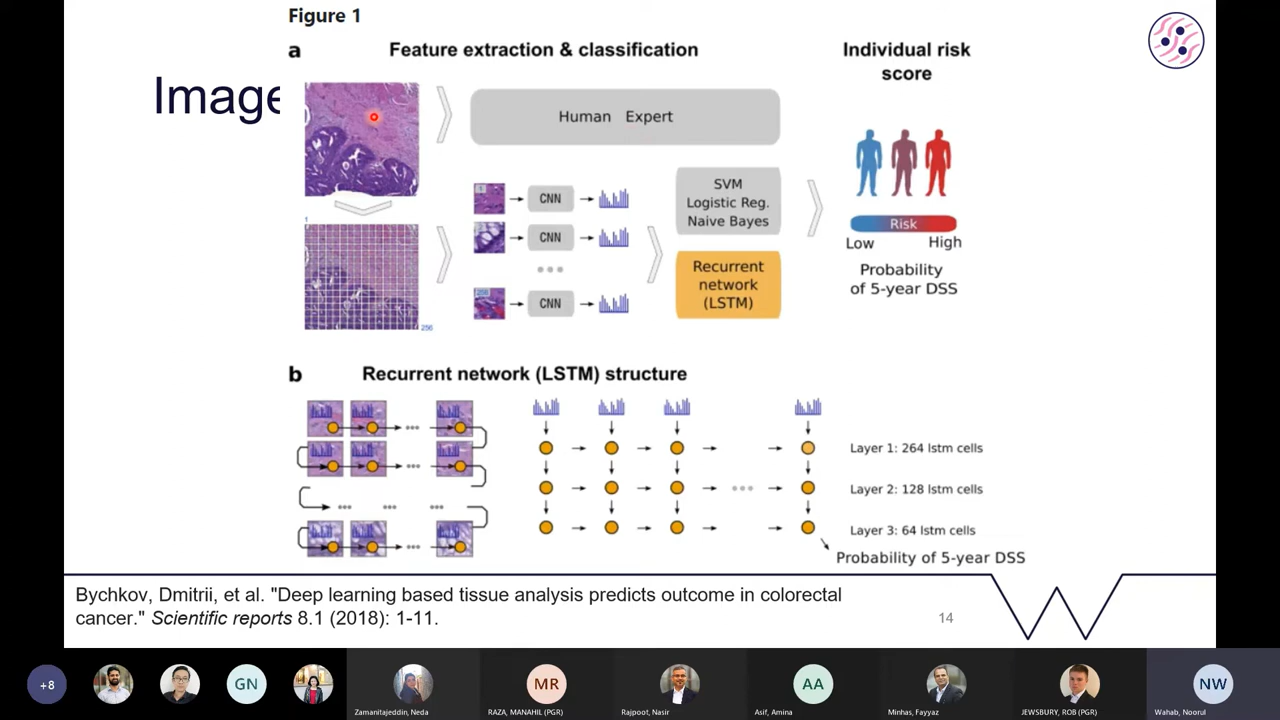 Figure 1
a
Feature extraction & classification
Individual risk
score
Image
Human Expert
1
CNN
SVM
Logistic Reg.
Naive Bayes
CNN
Risk
Low
High
Recurrent
network
(LSTM)
Probability
of 5-year DSS
1
256
CNN
256
b
Recurrent network (LSTM) structure
Layer 1: 264 lstm cells
Layer 2: 128 lstm cells
Layer 3: 64 lstm cells
Probability of 5-year DSS
Bychkov, Dmitrii, et al. "Deep learning based tissue analysis predicts outcome in colorectal
cancer." Scientific reports 8.1 (2018): 1-11.
14
+8
GN
MR
AA
NW
Zamanitajeddin, Neda
RAZA, MANAHIL (PGR)
Rajpoot, Nasir
Asif, Amina
Minhas, Fayyaz
JEWSBURY, ROB (PGR)
Wahab, Noorul